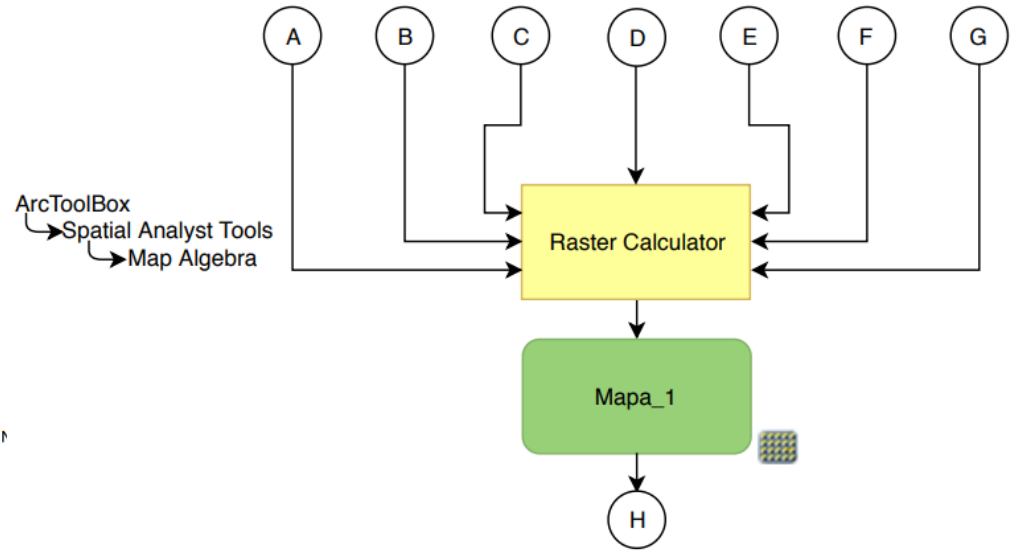 A B C D E F G
ArcToolBox
Spatial Analyst Tools
Map Algebra
Raster Calculator
Mapa_1
H